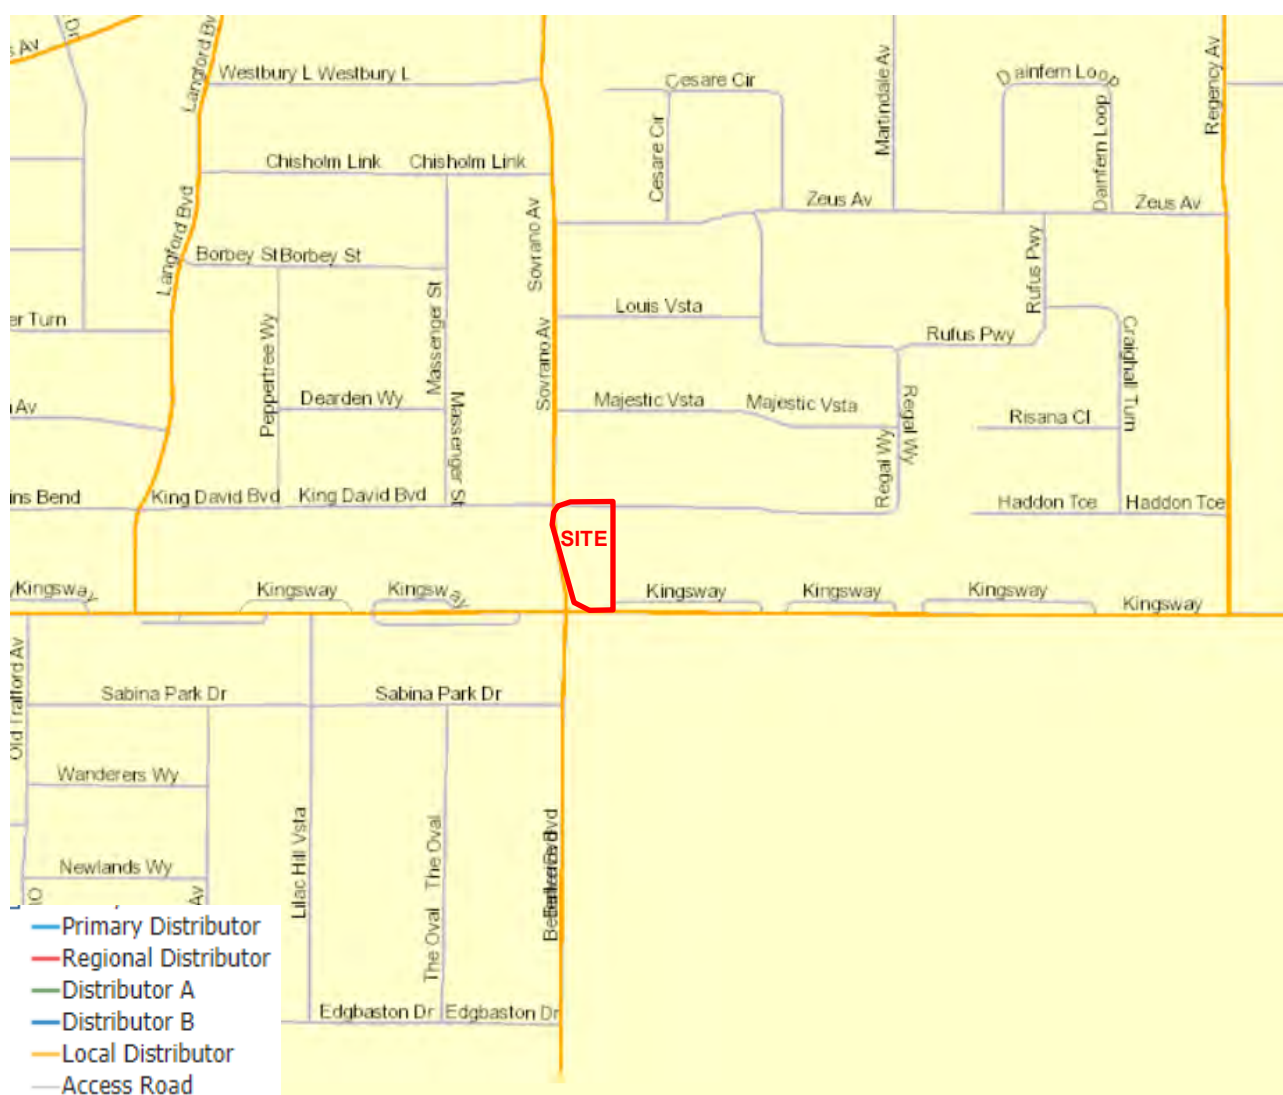 s Av
Langford Bv
Westbury L Westbury L
Cesare Cir
Martindale Av
Dainfern Loop
Regency Av
Chisholm Link Chisholm Link
Cesare Cir
Dainfern Loop
Langford Bvd
Sovrano Av
Zeus Av
Zeus Av
Borbey St Borbey St
Rufus Pwy
Massenger St
er Turn
Peppertree Wy
Louis Vsta
Rufus Pwy
Craighall Turn
Sovrano Av
Av
Dearden Wy
Massenger St
Majestic Vsta Majestic Vsta
Regal Wy
Risana Cl
Regal Wy
ns Bend
King David Bvd King David Bvd
Haddon Tce Haddon Tce
SITE
Kingsway
Kingsway
Kingsway
Kingsway
Kingsway
Kingsway
Kingsway
Old Trafford Av
Sabina Park Dr
Sabina Park Dr
Wanderers Wy
Lilac Hill Vsta
The Oval
The Oval
Newlands Wy
Av
Edgbaston Dr Edgbaston Dr
Primary Distributor
Regional Distributor
Distributor A
Distributor B
Local Distributor
Access Road